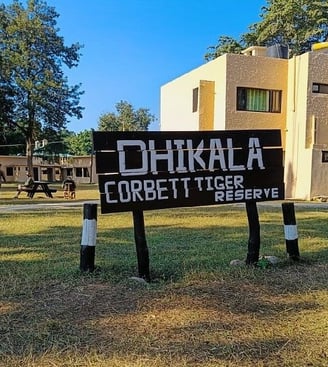 DHIKALA
CORBETT TIGER
RESERVE